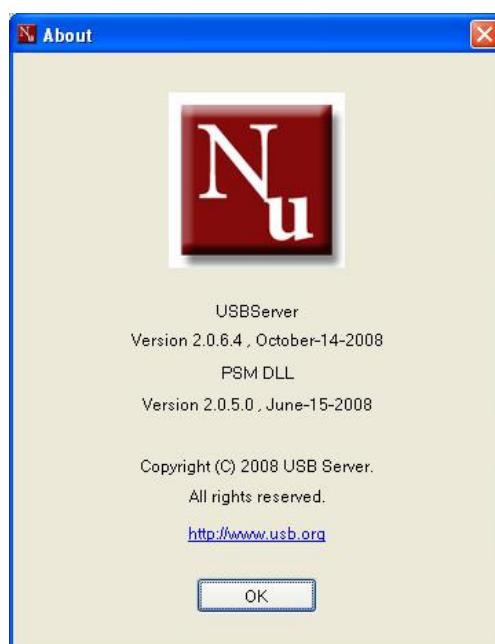 About
Nu
USBServer
Version 2.0.6.4 , October-14-2008
PSM DLL
Version 2.0.5.0 , June-15-2008
Copyright (C) 2008 USB Server.
All rights reserved.
http://www.usb.org
OK